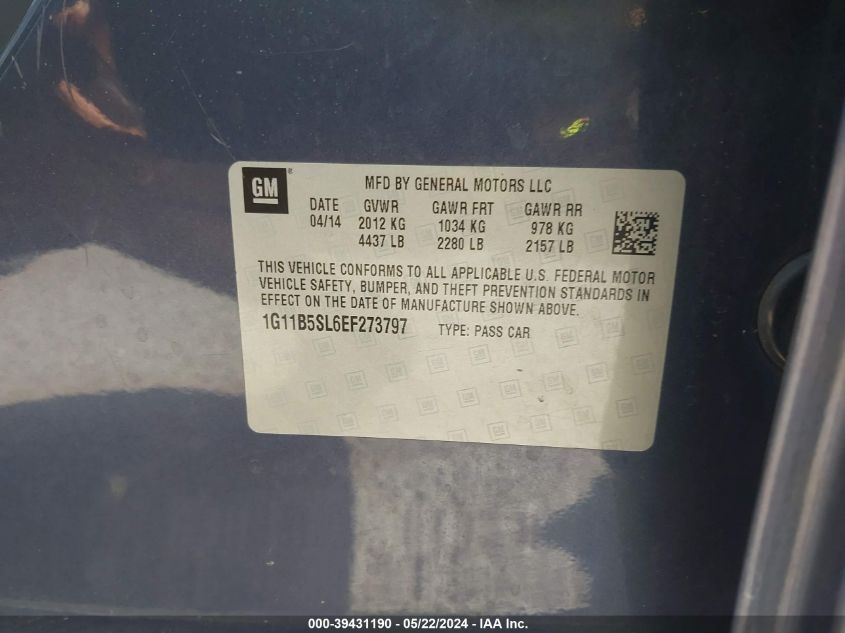 GM ® MFD BY GENERAL MOTORS LLC
DATE GVWR GAWR FRT GAWR RR
04/14 2012 KG 1034 KG 978 KG
4437 LB 2280 LB 2157 LB
THIS VEHICLE CONFORMS TO ALL APPLICABLE U.S. FEDERAL MOTOR
VEHICLE SAFETY, BUMPER, AND THEFT PREVENTION STANDARDS IN
EFFECT ON THE DATE OF MANUFACTURE SHOWN ABOVE.
1G11B5SL6EF273797 TYPE: PASS CAR
000-39431190 - 05/22/2024 - IAA Inc.